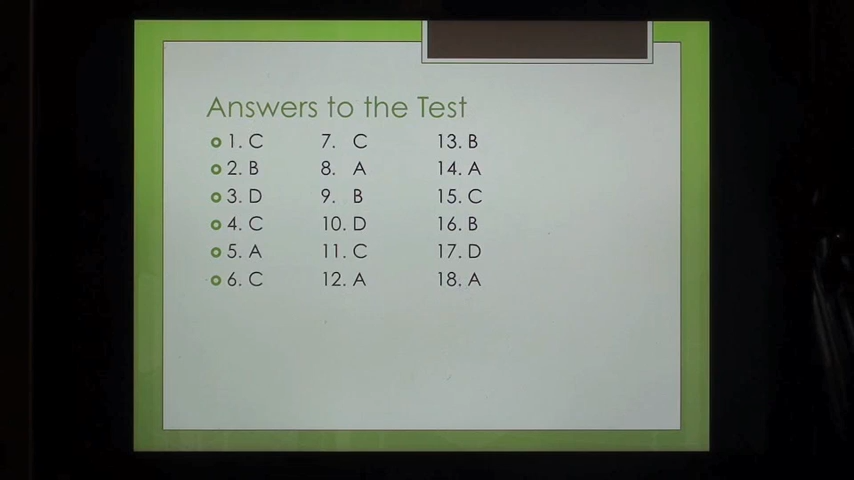 Answers to the Test
1. C 7. C 13. B
2. B 8. A 14. A
3. D 9. B 15. C
4. C 10. D 16. B
5. A 11. C 17. D
6. C 12. A 18. A